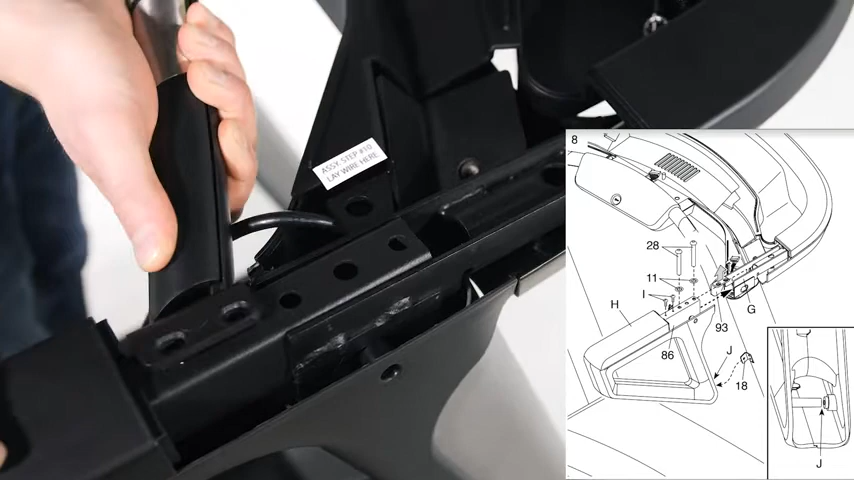 ASSY. STEP #10
LAY WIRE HERE
8
28
11
I
H
G
93
86
J
18
J